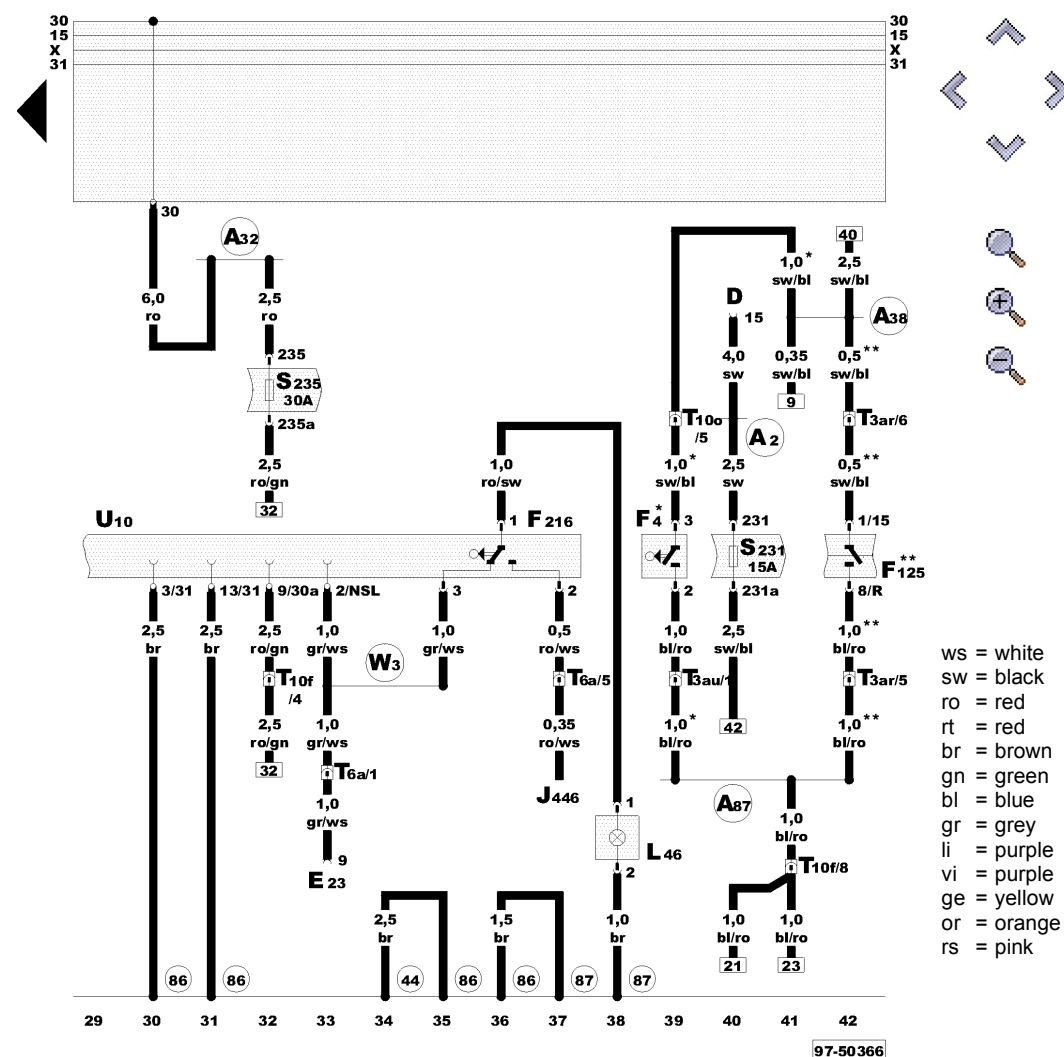 30 30
15 15
X X
31 31
30
A32
40
1,0* 2,5
sw/bl sw/bl
D
15
A38
6,0 2,5
ro ro
4,0 0,35 0,5**
sw sw/bl sw/bl
235
S235
30A
9
235a
T10o
/5
A2
T3ar/6
2,5 1,0 1,0* 2,5 0,5**
ro/gn ro/sw sw/bl sw sw/bl
32
U10 1 F216 F4* 3 231 1/15
S231
15A
F125**
3/31 13/31 9/30a 2/NSL 3 2 2 231a 8/R
2,5 2,5 2,5 1,0 1,0 0,5 1,0 2,5 1,0**
br br ro/gn gr/ws gr/ws ro/ws bl/ro sw/bl bl/ro
W3
T10f
/4
T6a/5 T3au/1 T3ar/5
2,5 1,0 0,35 1,0* 42 1,0**
ro/gn gr/ws ro/ws bl/ro bl/ro
32 T6a/1
J446 A87
1,0 1 1,0
gr/ws bl/ro
L46
9 2 T10f/8
E23
2,5 1,5 1,0 1,0 1,0
br br br bl/ro bl/ro
21 23
86 86 44 86 86 87 87
29 30 31 32 33 34 35 36 37 38 39 40 41 42
97-50366
ws = white
sw = black
ro = red
rt = red
br = brown
gn = green
bl = blue
gr = grey
li = purple
vi = purple
ge = yellow
or = orange
rs = pink